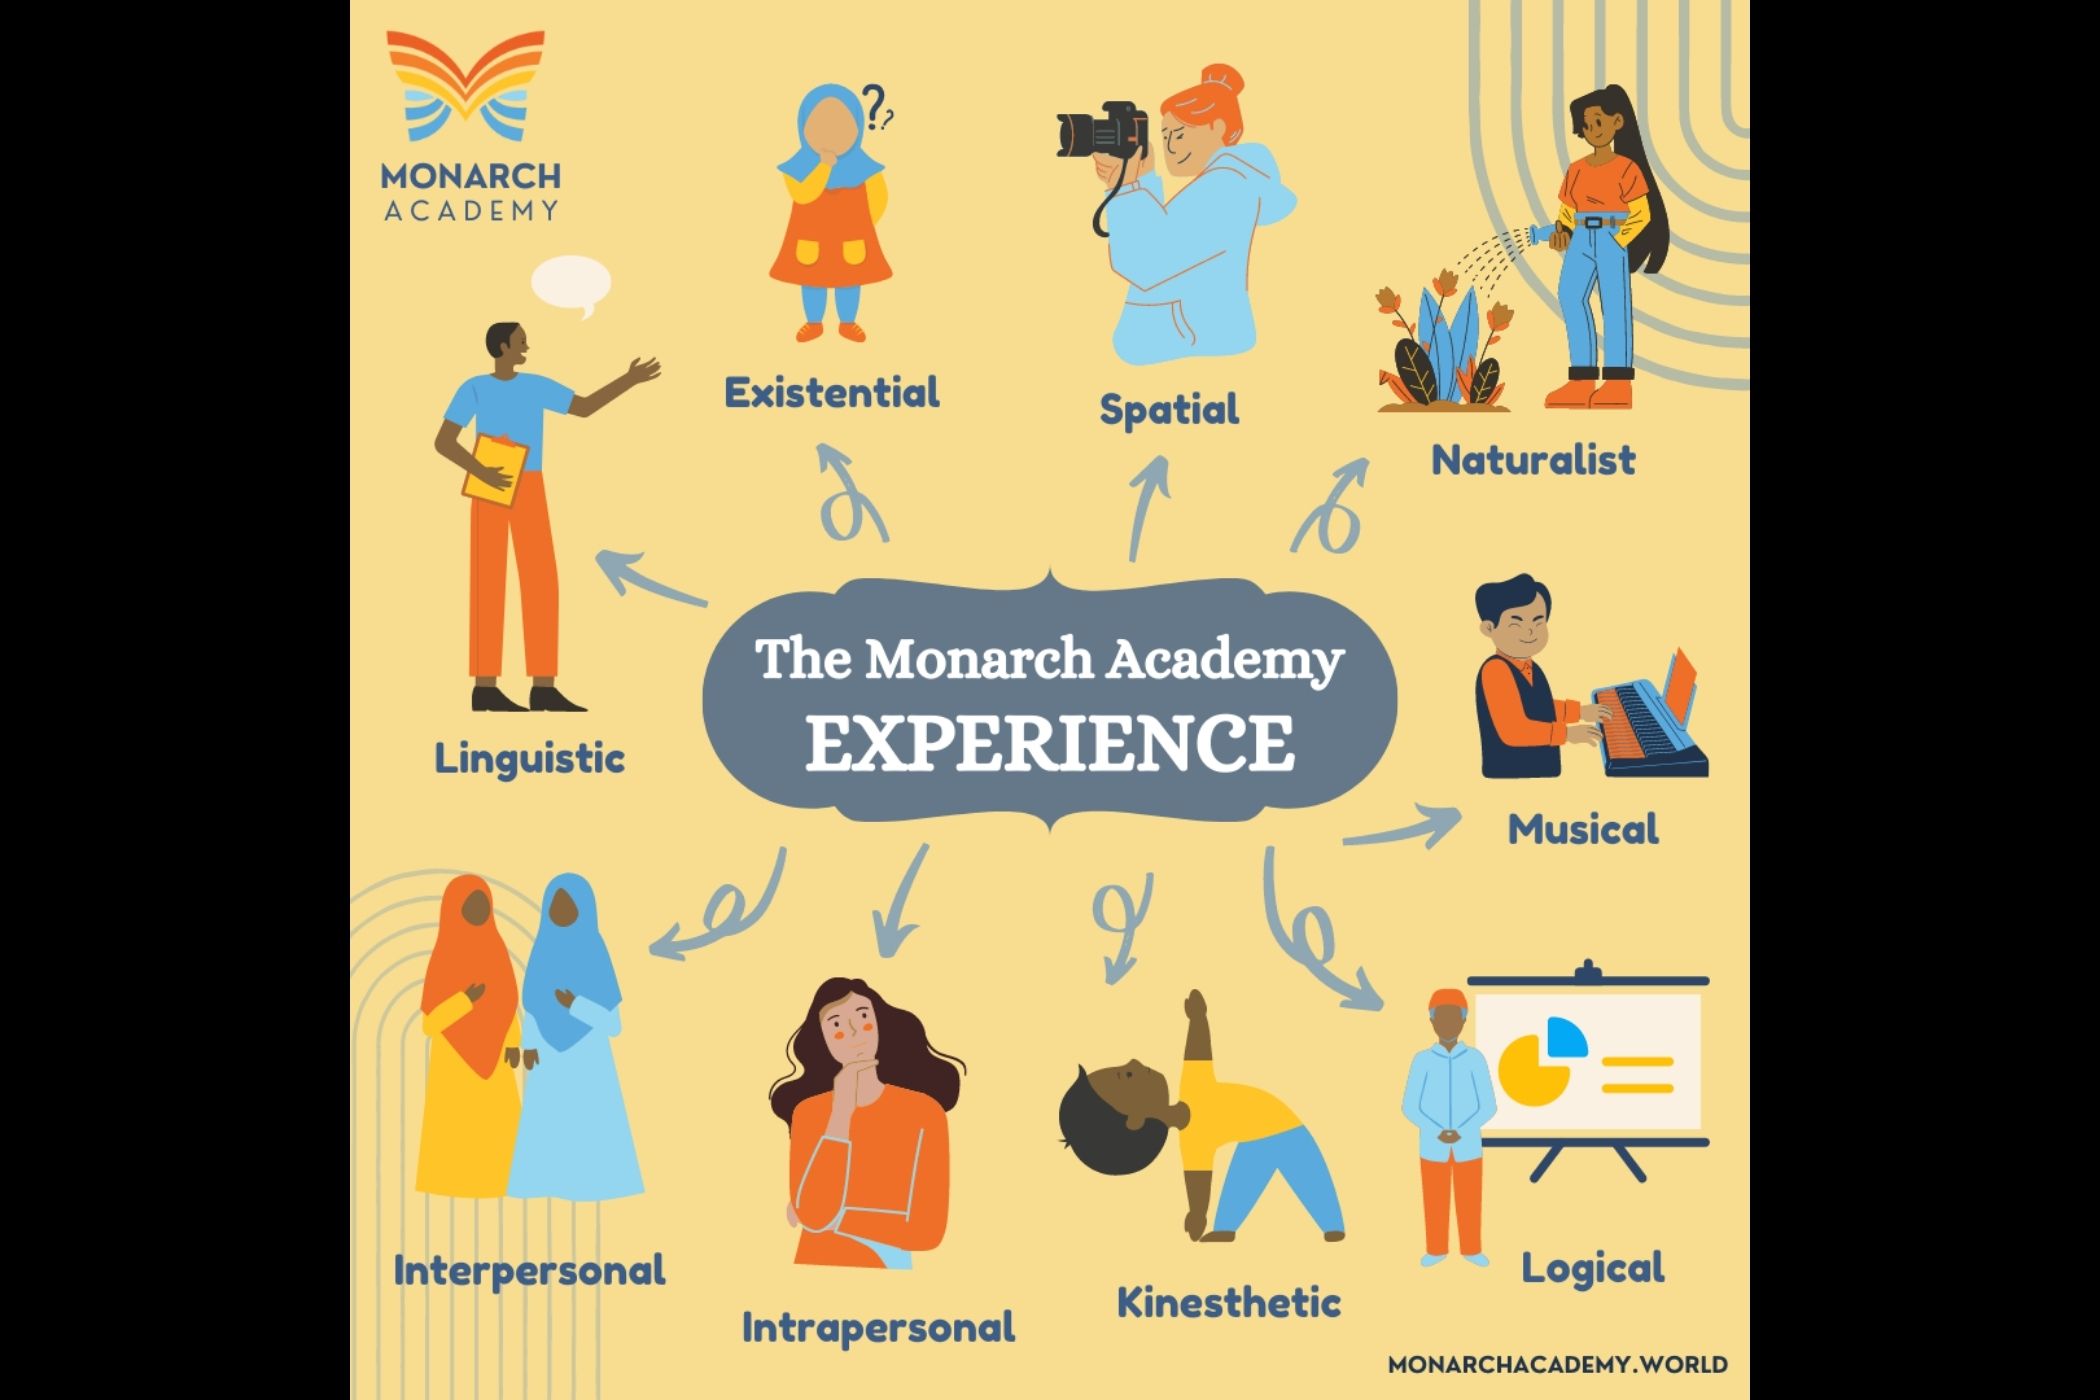 MONARCH
ACADEMY
??
Existential
Spatial
Naturalist
Linguistic
The Monarch Academy
EXPERIENCE
Musical
Interpersonal
Intrapersonal
Kinesthetic
Logical
MONARCHACADEMY.WORLD